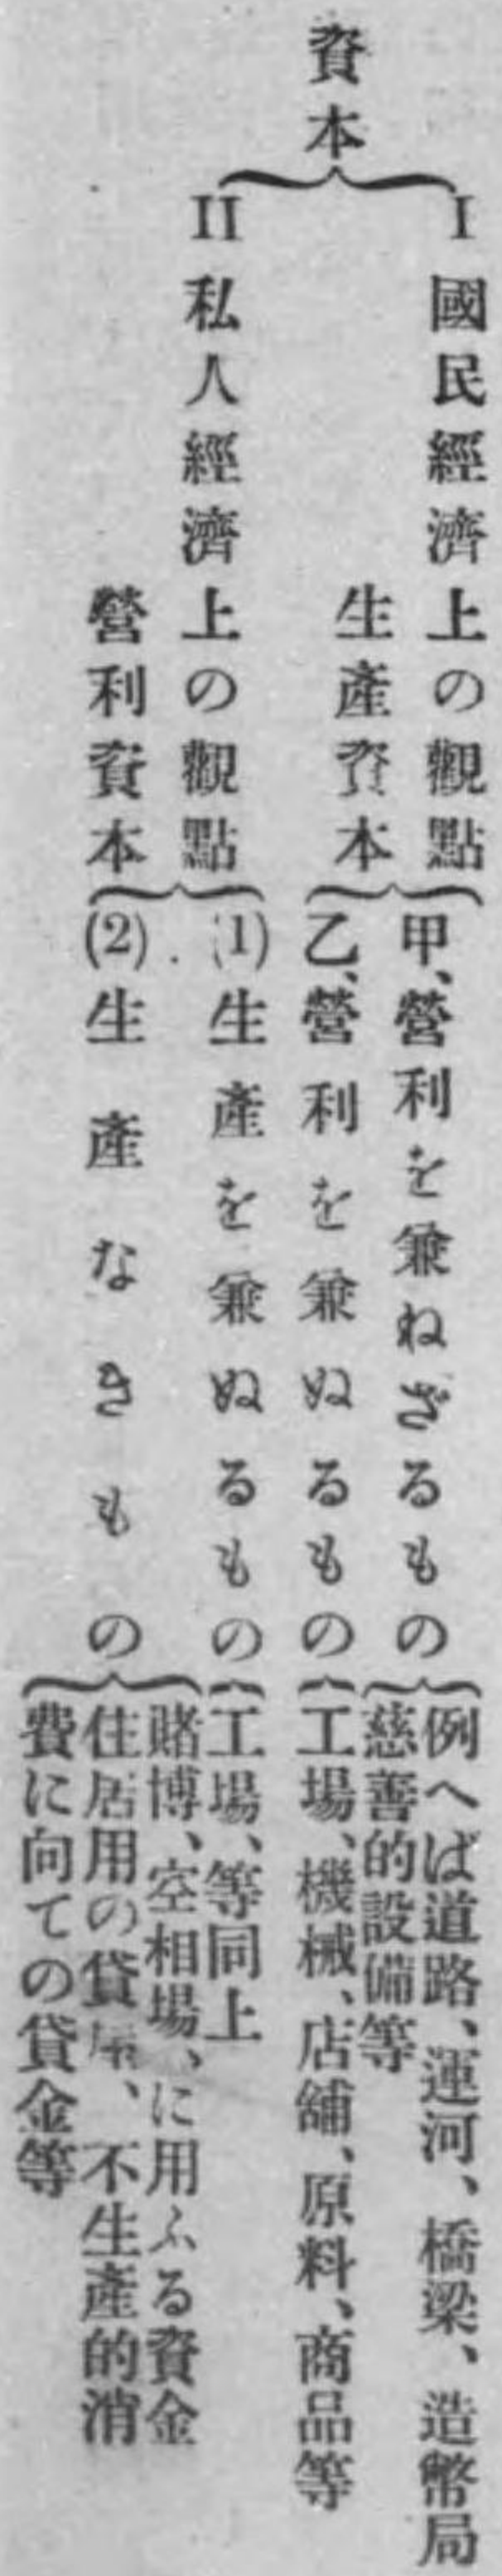 資本
I 國民經濟上の觀點
生產資本
甲、營利を兼ねざるもの
例へば道路、運河、橋梁、造幣局
慈善的設備等
乙、營利を兼ぬるもの
工場、機械、店舖、原料、商品等
II 私人經濟上の觀點
營利資本
(1) 生產を兼ぬるもの
工場、等同上
(2) 生產なきもの
賭博、空相場、に用ふる資金
住居用の貸屋、不生產的消
費に向ての貸金等